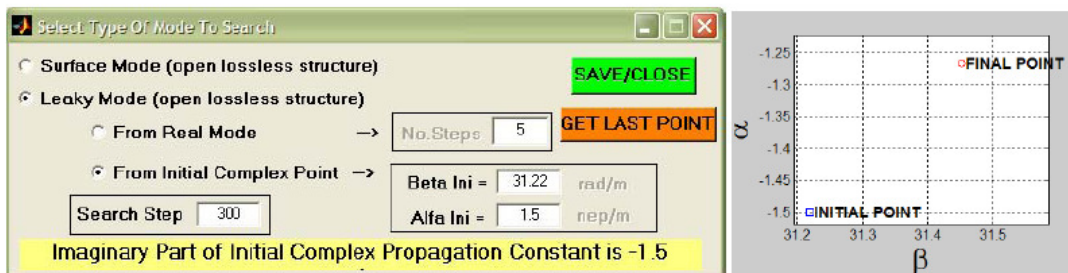 Select Type Of Mode To Search
Surface Mode (open lossless structure)
SAVE/CLOSE
Leaky Mode (open lossless structure)
From Real Mode --> No.Steps 5
GET LAST POINT
From Initial Complex Point -->
Beta Ini = 31.22 rad/m
Search Step 300
Alfa Ini = 1.5 nep/m
Imaginary Part of Initial Complex Propagation Constant is -1.5
-1.25
FINAL POINT
-1.3
-1.35
α
-1.4
-1.45
-1.5
INITIAL POINT
31.2 31.3 31.4 31.5
β